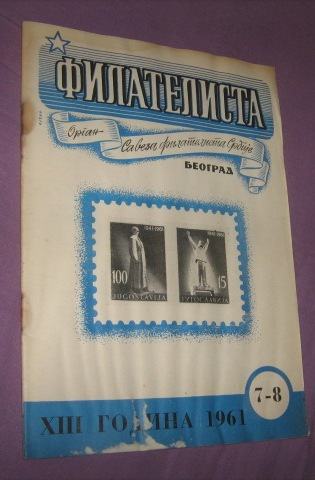 ФИЛАТЕЛИСТА
Орган
Савеза филателиста Србије
БЕОГРАД
1941-1961
100
JUGOSLAVIJA
1941-1961
15
ЈУГОСЛАВИЈА
7-8
XIII ГОДИНА 1961